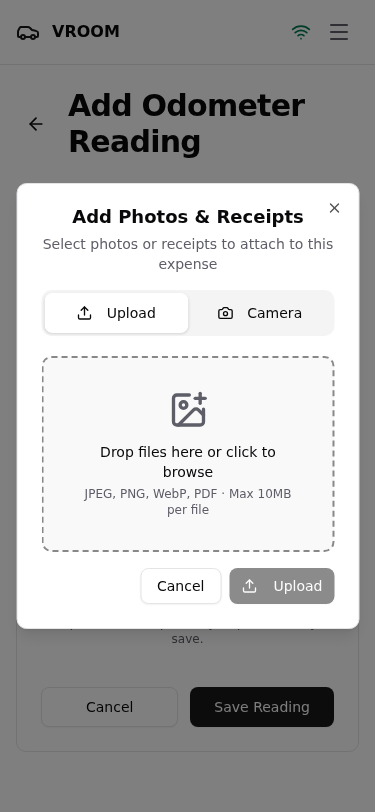 VROOM
Add Odometer
Reading
Add Photos & Receipts
Select photos or receipts to attach to this
expense
Upload
Camera
Drop files here or click to
browse
JPEG, PNG, WebP, PDF · Max 10MB
per file
Cancel
Upload
save.
Cancel
Save Reading